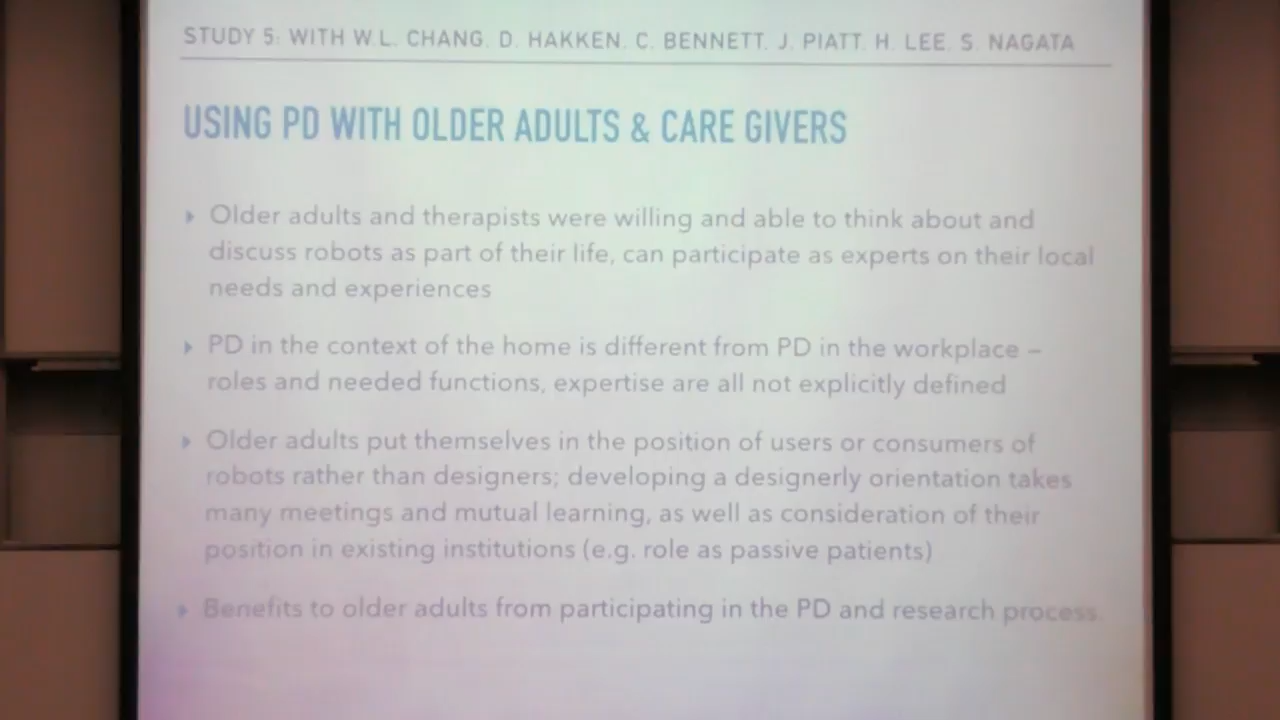 STUDY 5: WITH W.L. CHANG, D. HAKKEN, C. BENNETT, J. PIATT, H. LEE, S. NAGATA
USING PD WITH OLDER ADULTS & CARE GIVERS
Older adults and therapists were willing and able to think about and
discuss robots as part of their life, can participate as experts on their local
needs and experiences
PD in the context of the home is different from PD in the workplace –
roles and needed functions, expertise are all not explicitly defined
Older adults put themselves in the position of users or consumers of
robots rather than designers; developing a designerly orientation takes
many meetings and mutual learning, as well as consideration of their
position in existing institutions (e.g. role as passive patients)
Benefits to older adults from participating in the PD and research process.